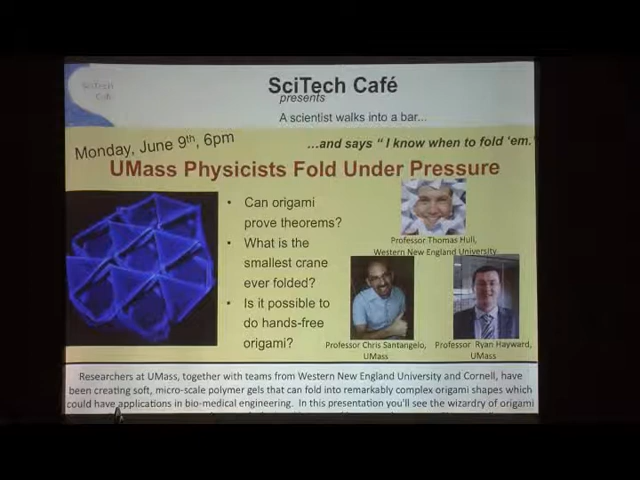 SciTech
Café
SciTech Café
presents
A scientist walks into a bar...
Monday, June 9th, 6pm
...and says “ I know when to fold ‘em.’
UMass Physicists Fold Under Pressure
• Can origami
prove theorems?
• What is the
smallest crane
ever folded?
• Is it possible to
do hands-free
origami?
Professor Thomas Hull,
Western New England University
Professor Chris Santangelo,
UMass
Professor Ryan Hayward,
UMass
Researchers at UMass, together with teams from Western New England University and Cornell, have
been creating soft, micro-scale polymer gels that can fold into remarkably complex origami shapes which
could have applications in bio-medical engineering. In this presentation you'll see the wizardry of origami